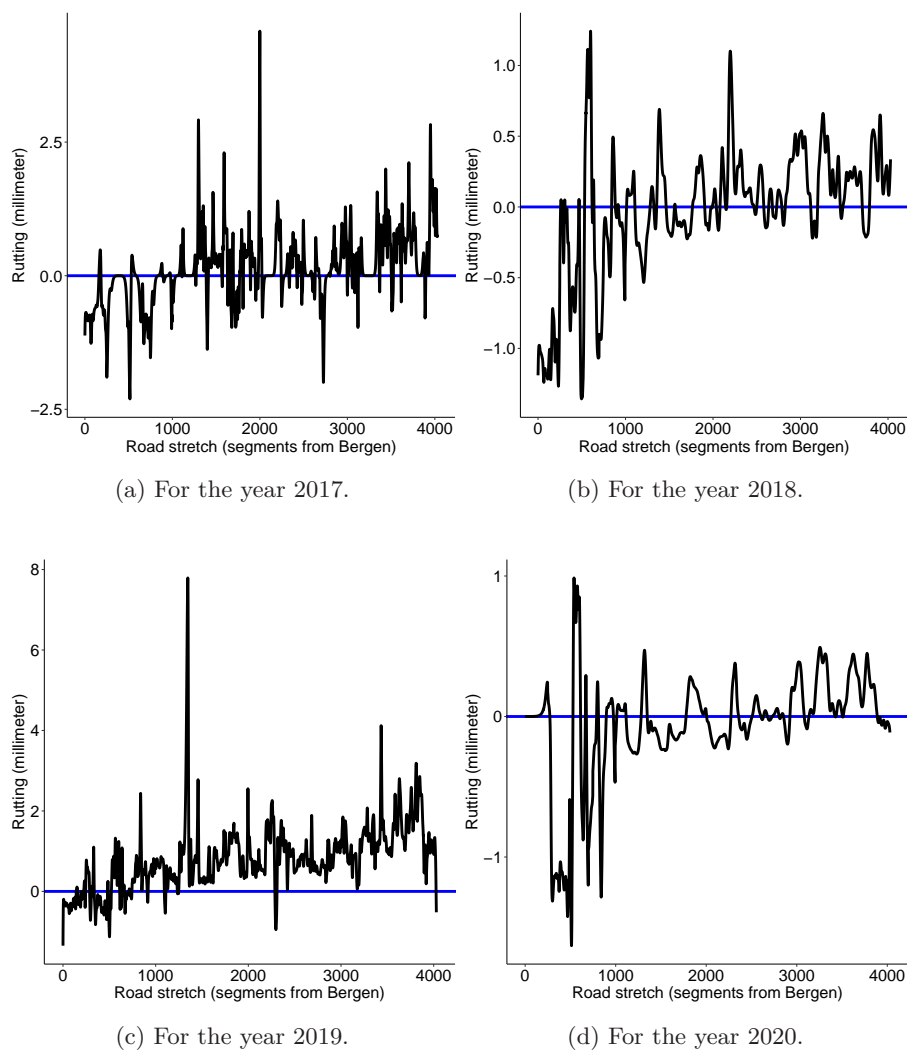 2.5
0.0
−2.5
Rutting (millimeter)
0 1000 2000 3000 4000
Road stretch (segments from Bergen)
(a) For the year 2017.
1.0
0.5
0.0
−0.5
−1.0
Rutting (millimeter)
0 1000 2000 3000 4000
Road stretch (segments from Bergen)
(b) For the year 2018.
8
6
4
2
0
Rutting (millimeter)
0 1000 2000 3000 4000
Road stretch (segments from Bergen)
(c) For the year 2019.
1
0
−1
Rutting (millimeter)
0 1000 2000 3000 4000
Road stretch (segments from Bergen)
(d) For the year 2020.